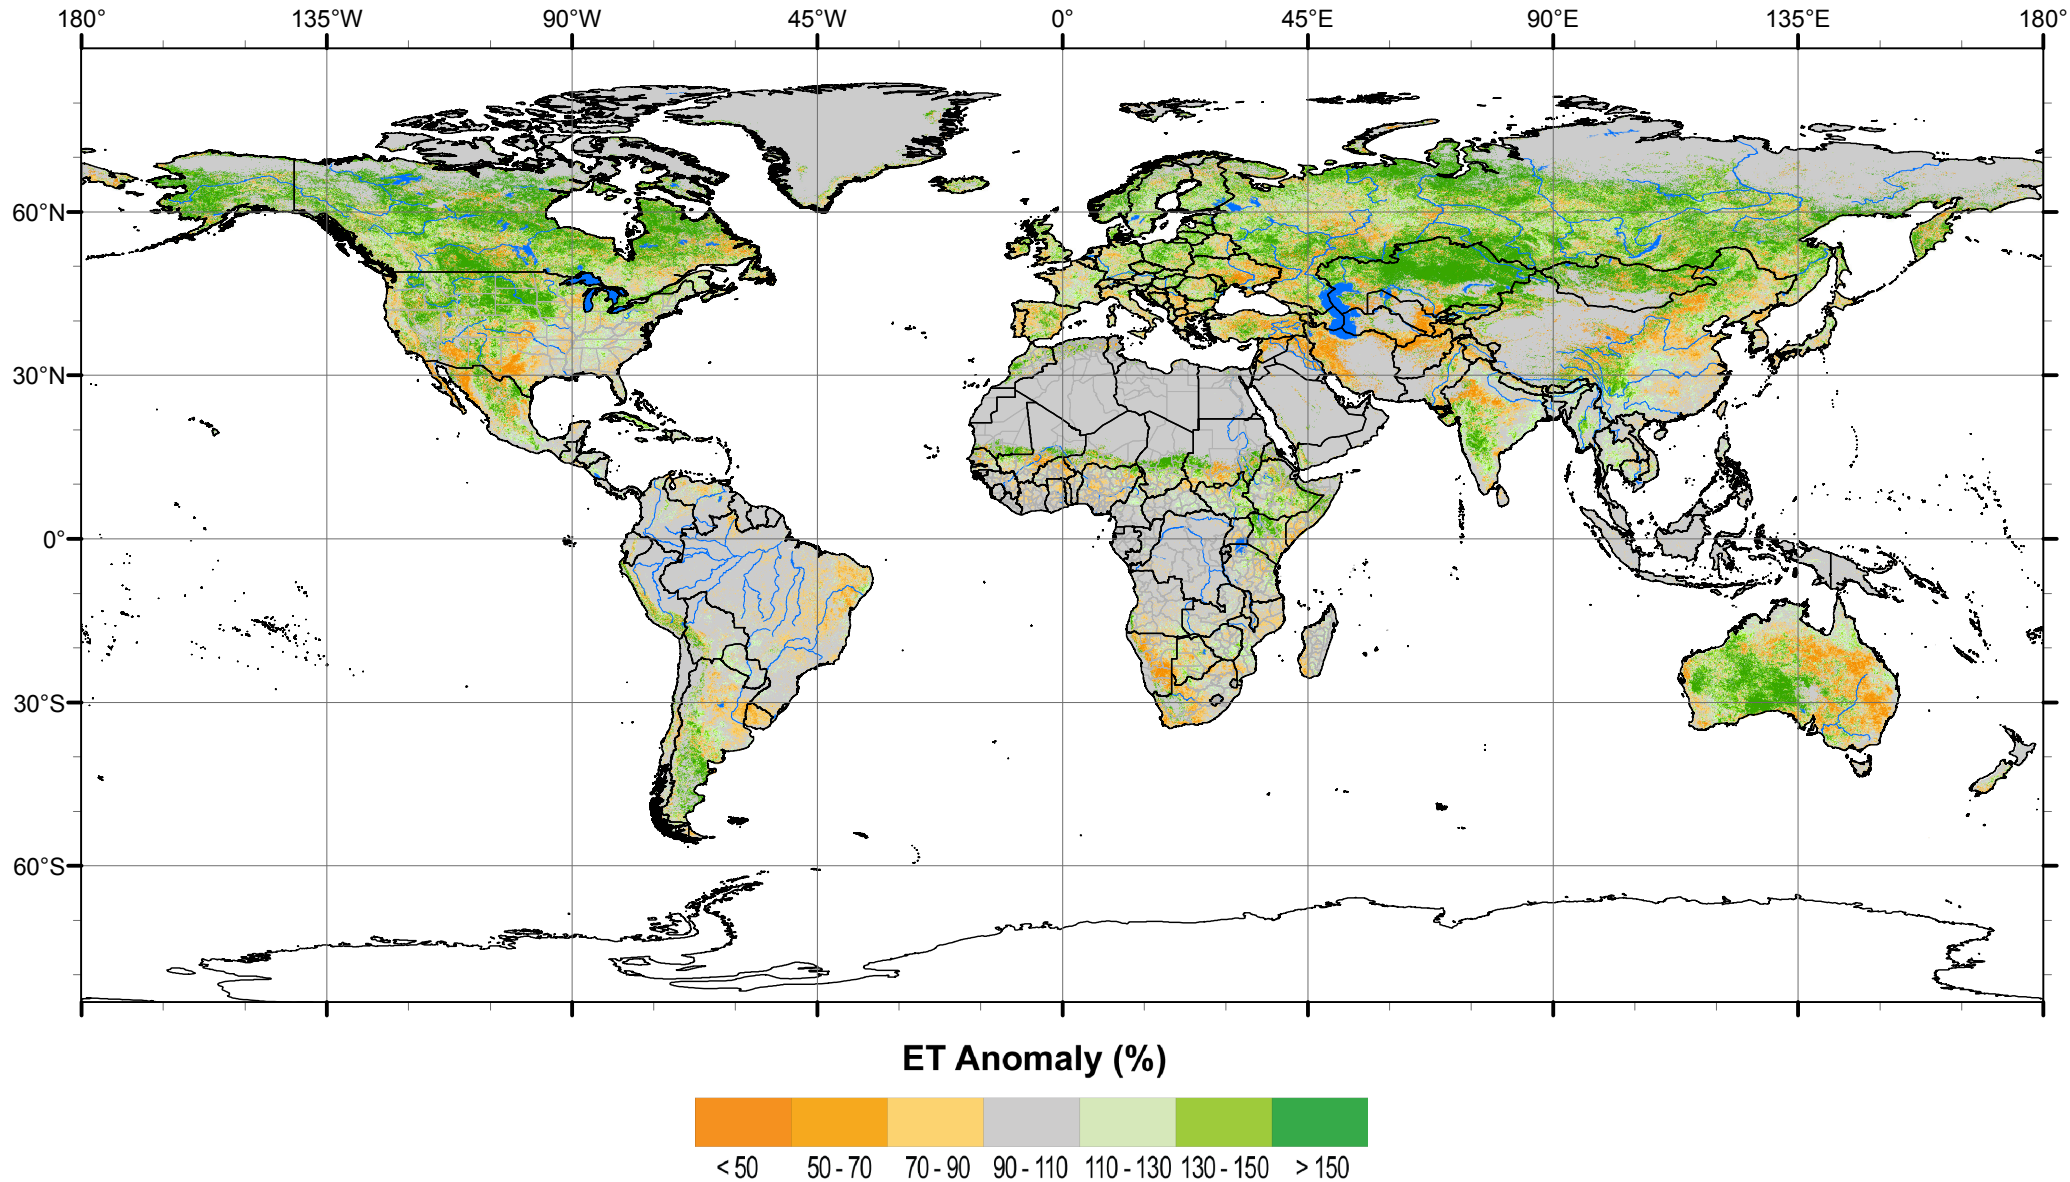 180° 135°W 90°W 45°W 0° 45°E 90°E 135°E 180°
60°N
30°N
0°
30°S
60°S
ET Anomaly (%)
< 50 50 - 70 70 - 90 90 - 110 110 - 130 130 - 150 > 150